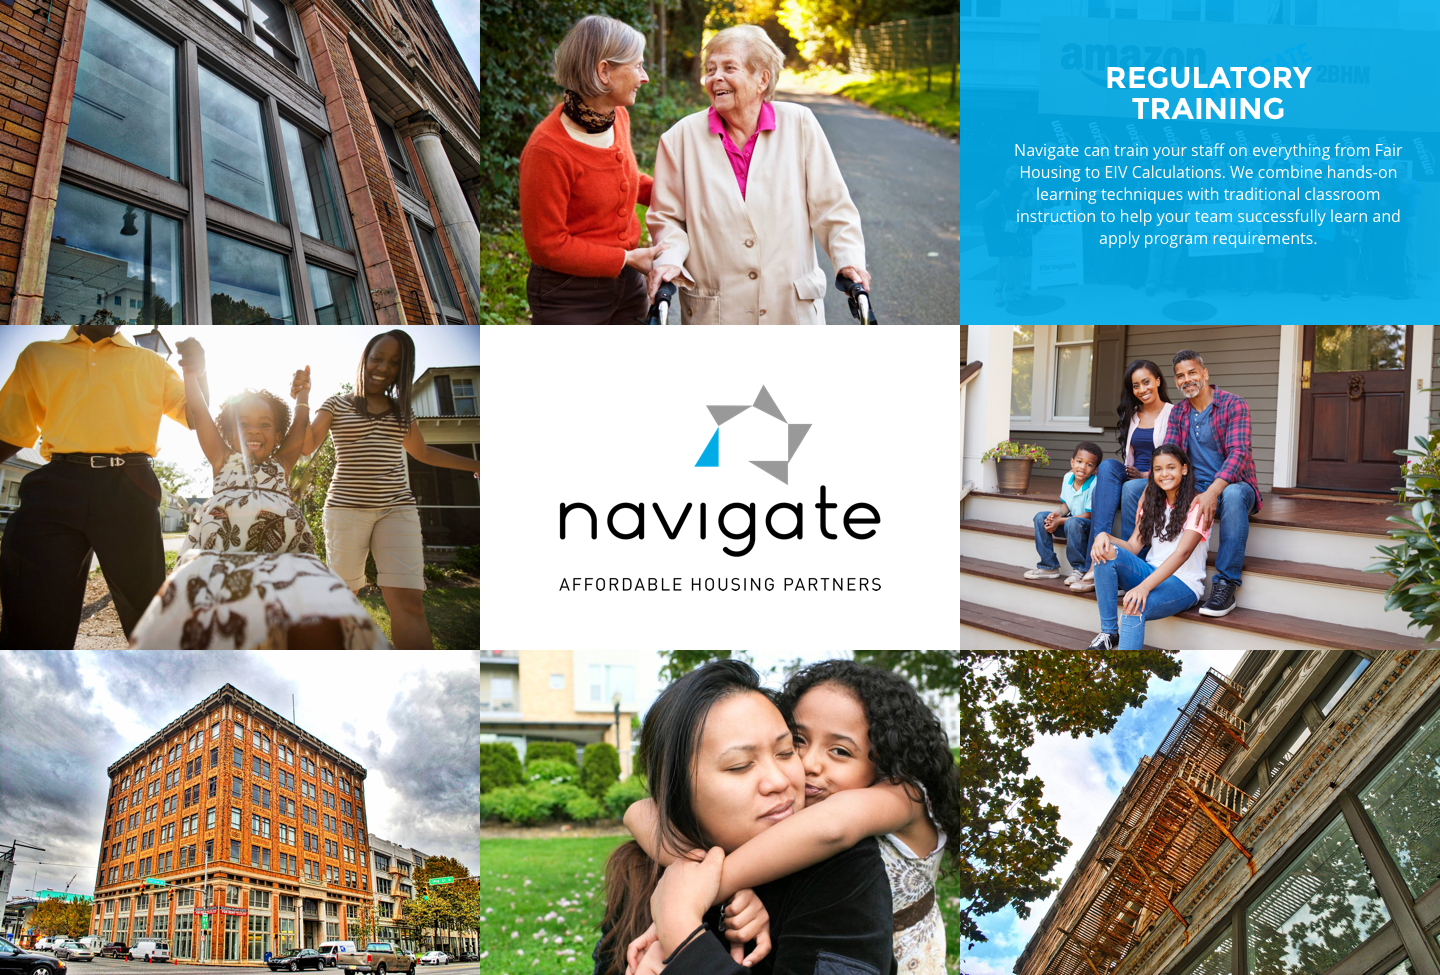 amazon
2BHM
REGULATORY
TRAINING
Navigate can train your staff on everything from Fair
Housing to EIV Calculations. We combine hands-on
learning techniques with traditional classroom
instruction to help your team successfully learn and
apply program requirements.
navigate
AFFORDABLE HOUSING PARTNERS